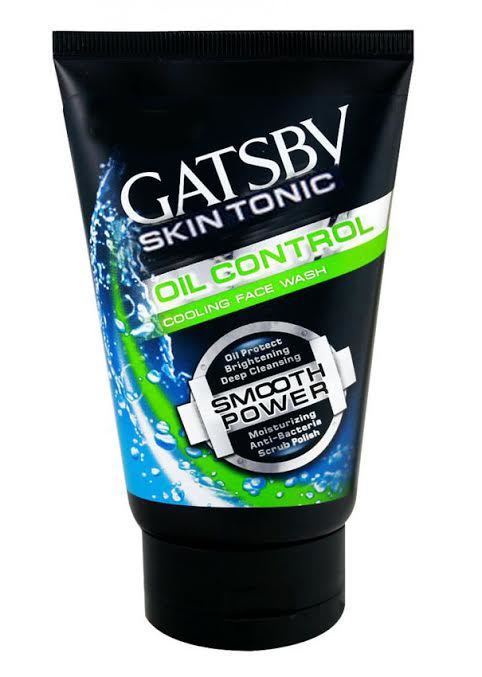 GATSBY
SKIN TONIC
OIL CONTROL
COOLING FACE WASH
Oil Protect
Brightening
Deep Cleansing
SMOOTH
POWER
Moisturizing
Anti-Bacteria
Scrub Polish